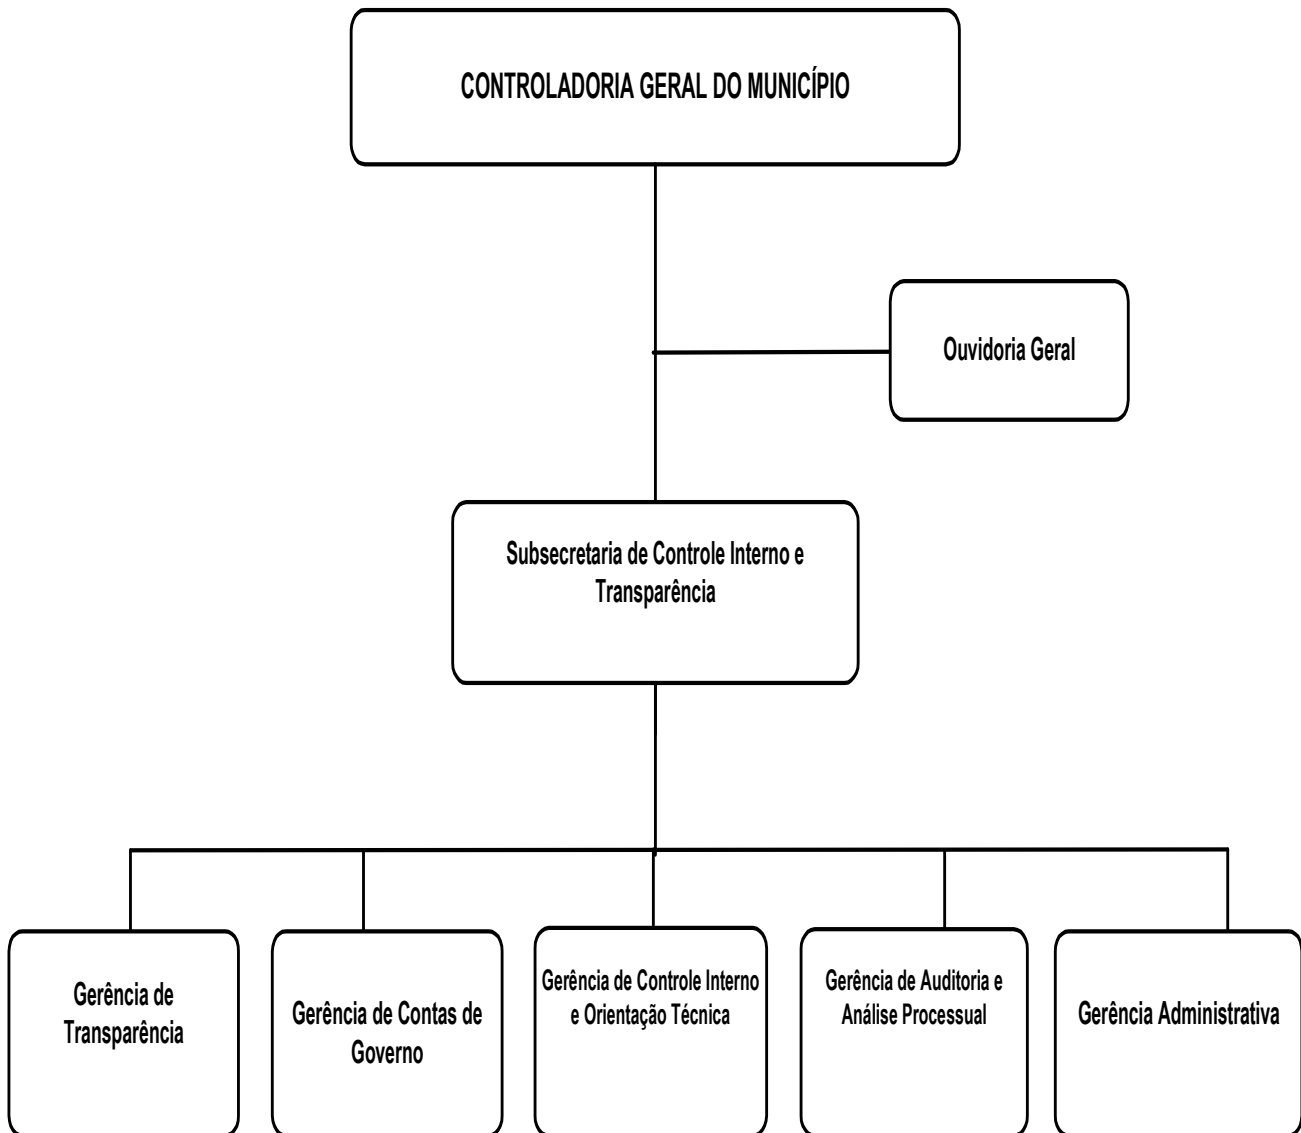 CONTROLADORIA GERAL DO MUNICÍPIO
Ouvidoria Geral
Subsecretaria de Controle Interno e
Transparência
Gerência de
Transparência
Gerência de Contas de
Governo
Gerência de Controle Interno
e Orientação Técnica
Gerência de Auditoria e
Análise Processual
Gerência Administrativa